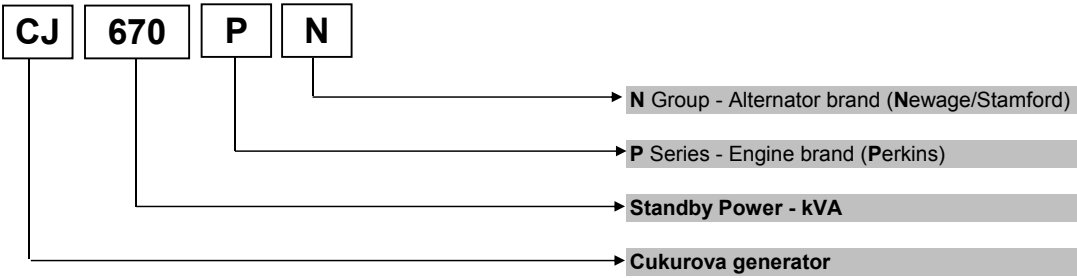 CJ 670 P N
N Group - Alternator brand (Newage/Stamford)
P Series - Engine brand (Perkins)
Standby Power - kVA
Cukurova generator